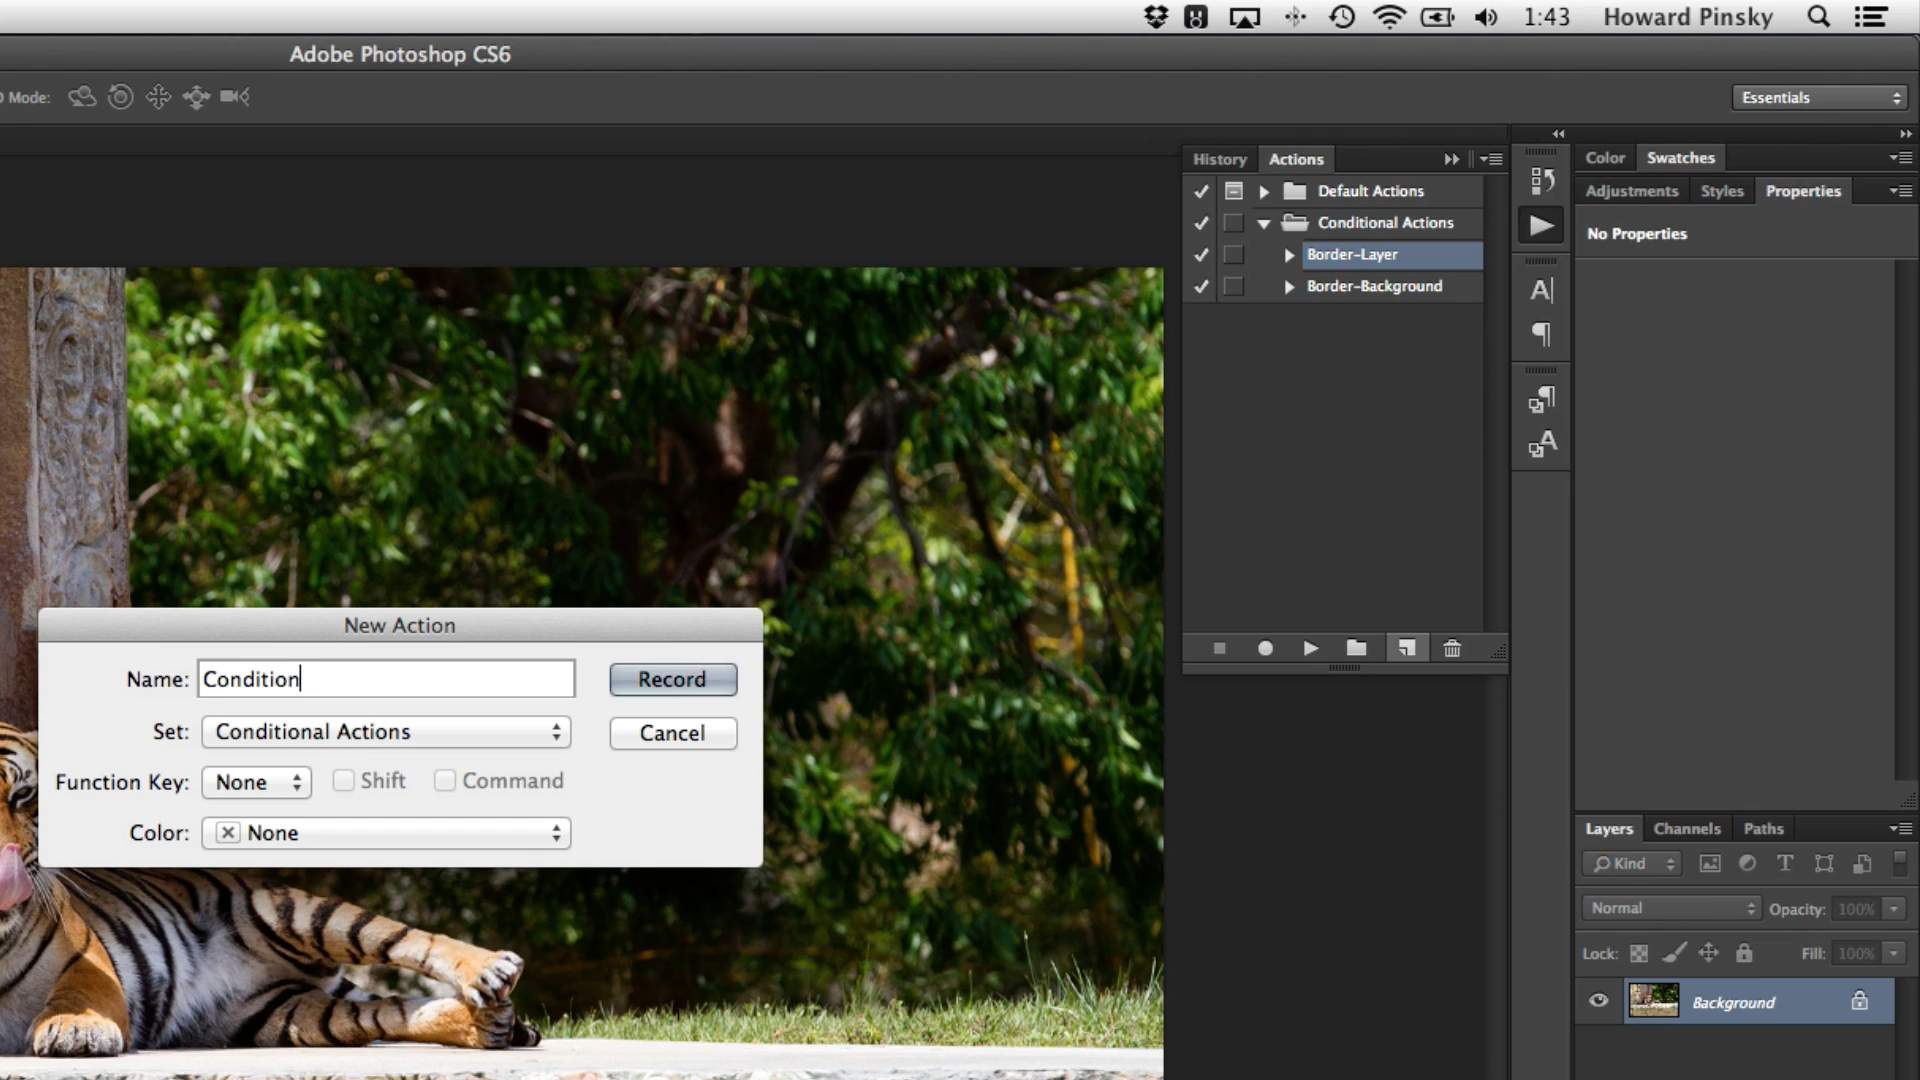 1:43 Howard Pinsky
Adobe Photoshop CS6
Mode:
Essentials
History Actions
Default Actions
Conditional Actions
Border-Layer
Border-Background
Color Swatches
Adjustments Styles Properties
No Properties
A|
¶
¶
A
New Action
Name: Condition
Record
Set: Conditional Actions
Cancel
Function Key: None Shift Command
Color: None
Layers Channels Paths
Kind T
Normal Opacity: 100%
Lock: Fill: 100%
Background